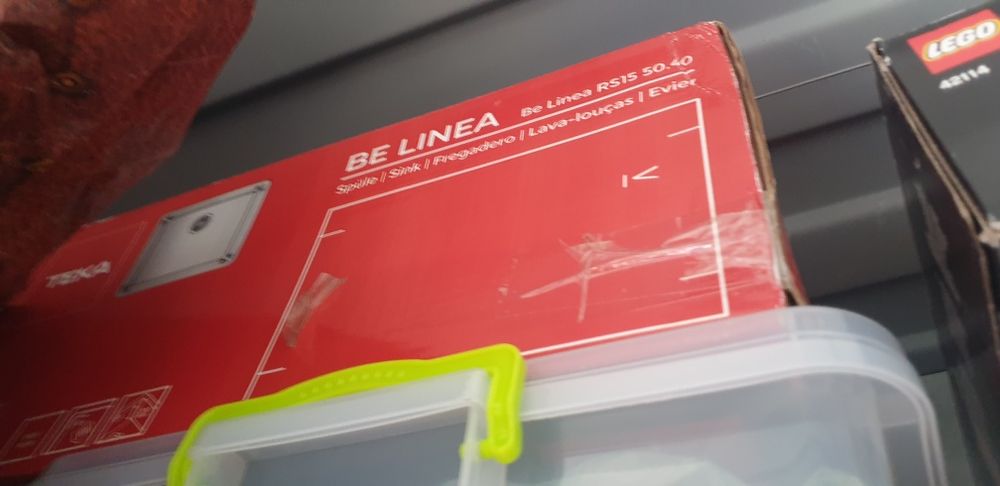 BE LINEA Be Linea RS15 50.40
Spüle | Sink | Fregadero | Lava-louças | Evier
TEKA
LEGO
42114